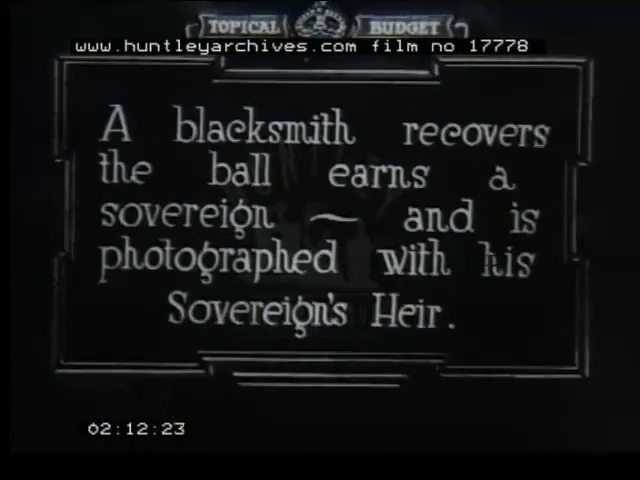 TOPICAL BUDGET
www.huntleyarchives.com film no 17778
A blacksmith recovers
the ball earns a
sovereign ~ and is
photographed with his
Sovereign's Heir.
02:12:23